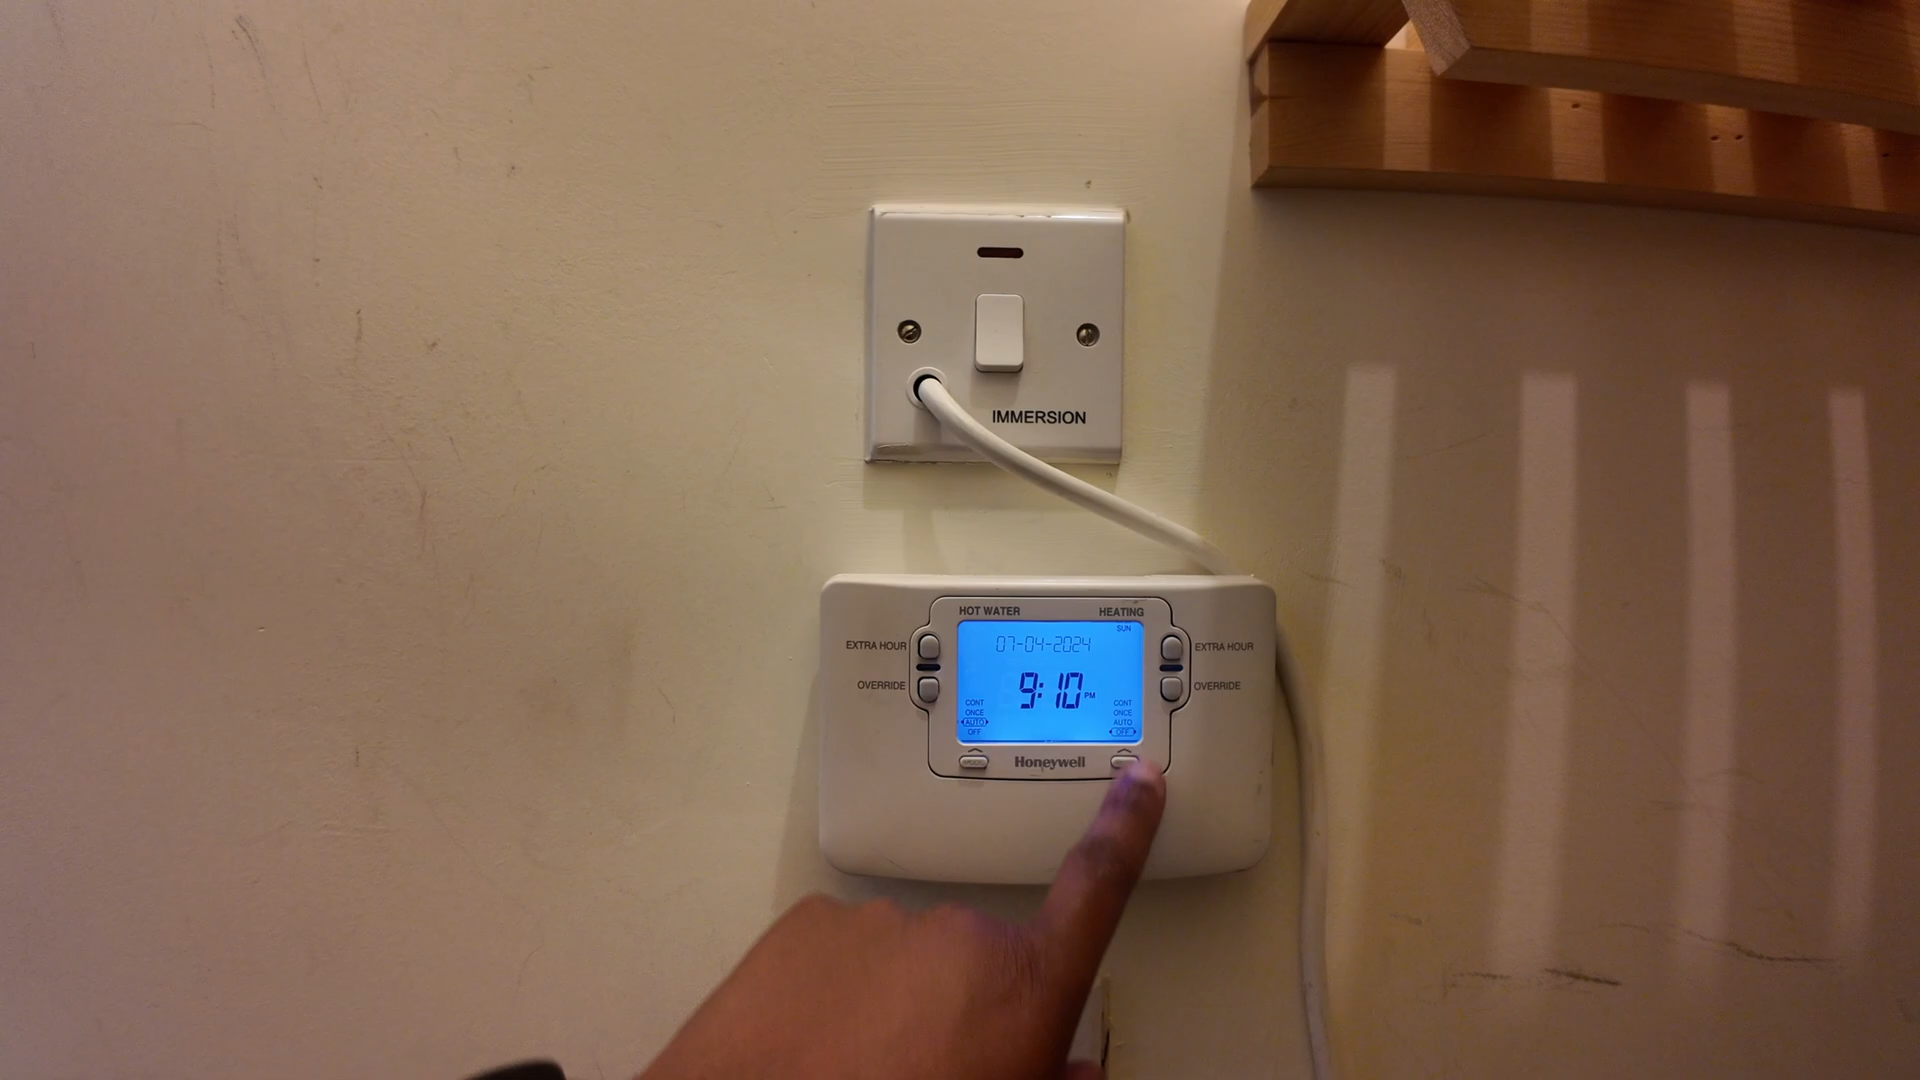 IMMERSION
HOT WATER HEATING
SUN
EXTRA HOUR 07-04-2024 EXTRA HOUR
OVERRIDE 9:10 PM OVERRIDE
CONT CONT
ONCE ONCE
AUTO AUTO
OFF OFF
Honeywell